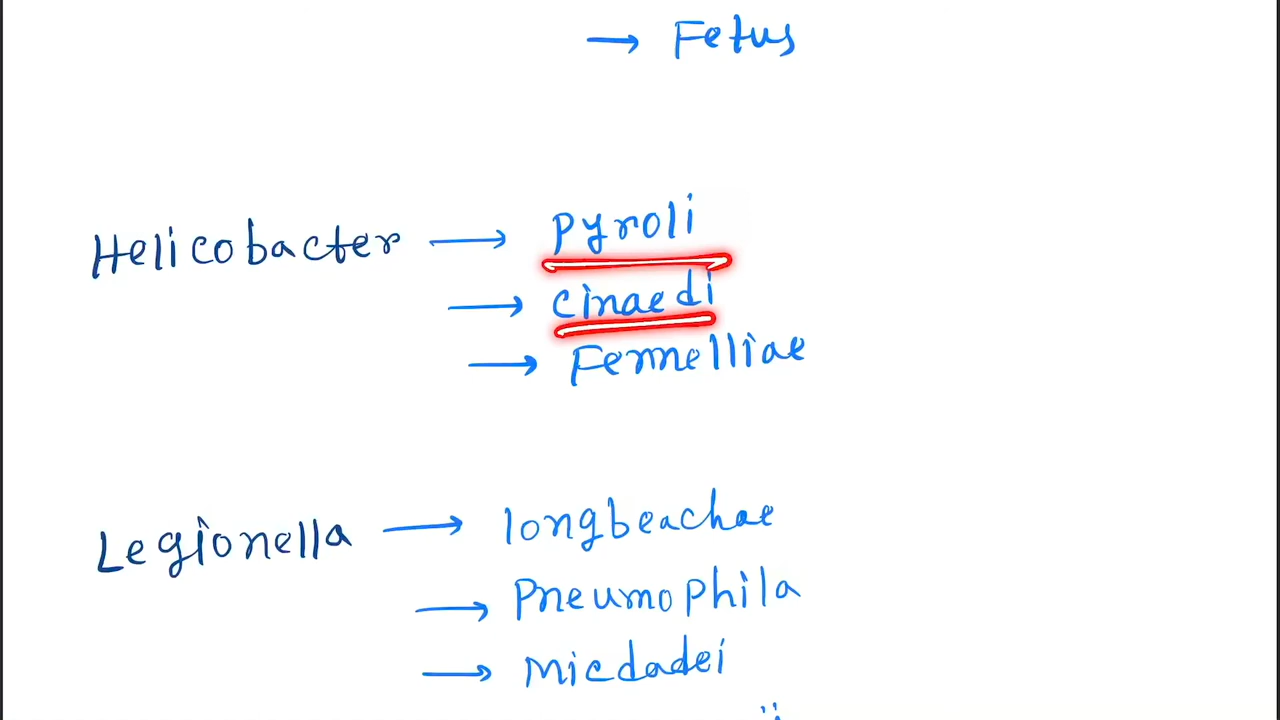 → Fetus
Helicobacter → Pyroli
→ Cinaedi
→ Fennelliae
Legionella → longbeachae
→ Pneumophila
→ Micdadei